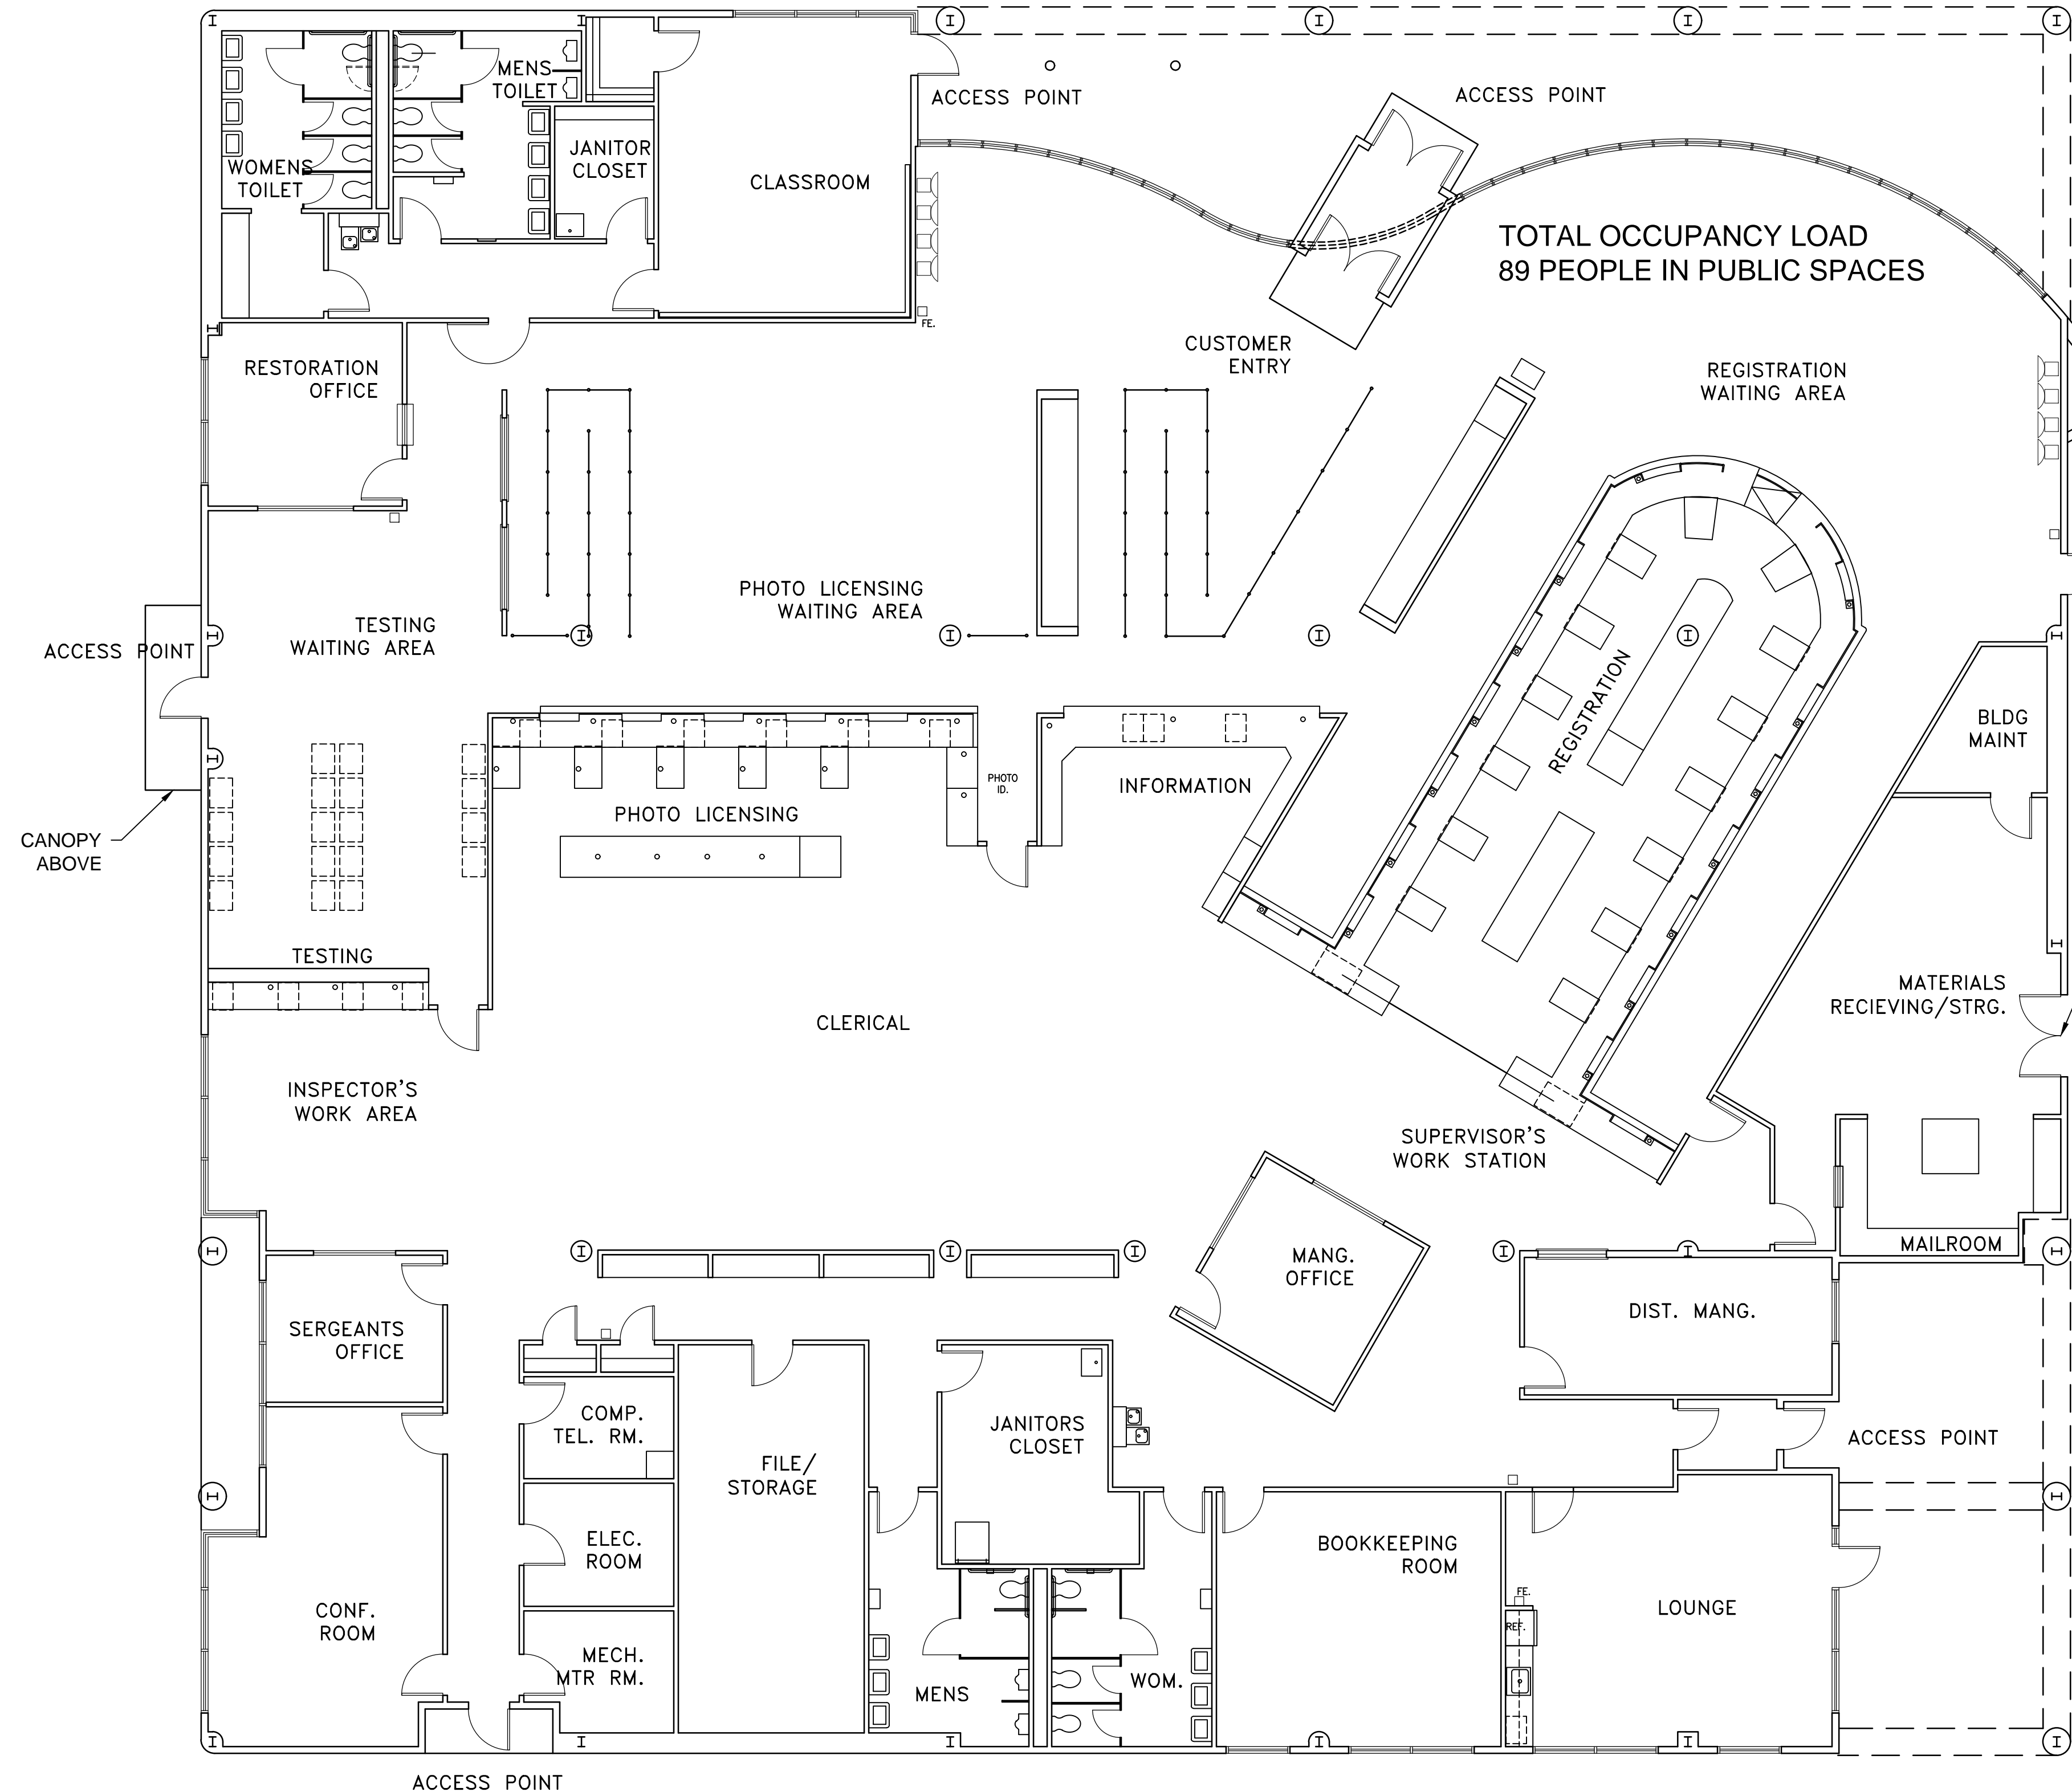 MENS
TOILET
ACCESS POINT
ACCESS POINT
JANITOR
CLOSET
WOMENS
TOILET
CLASSROOM
TOTAL OCCUPANCY LOAD
89 PEOPLE IN PUBLIC SPACES
FE.
CUSTOMER
ENTRY
RESTORATION
OFFICE
REGISTRATION
WAITING AREA
PHOTO LICENSING
WAITING AREA
TESTING
WAITING AREA
ACCESS POINT
REGISTRATION
BLDG
MAINT
PHOTO
ID.
INFORMATION
PHOTO LICENSING
CANOPY
ABOVE
TESTING
MATERIALS
RECIEVING/STRG.
CLERICAL
INSPECTOR'S
WORK AREA
SUPERVISOR'S
WORK STATION
MAILROOM
MANG.
OFFICE
DIST. MANG.
SERGEANTS
OFFICE
COMP.
TEL. RM.
JANITORS
CLOSET
ACCESS POINT
FILE/
STORAGE
ELEC.
ROOM
BOOKKEEPING
ROOM
CONF.
ROOM
FE.
LOUNGE
REF.
MECH.
MTR RM.
MENS
WOM.
ACCESS POINT